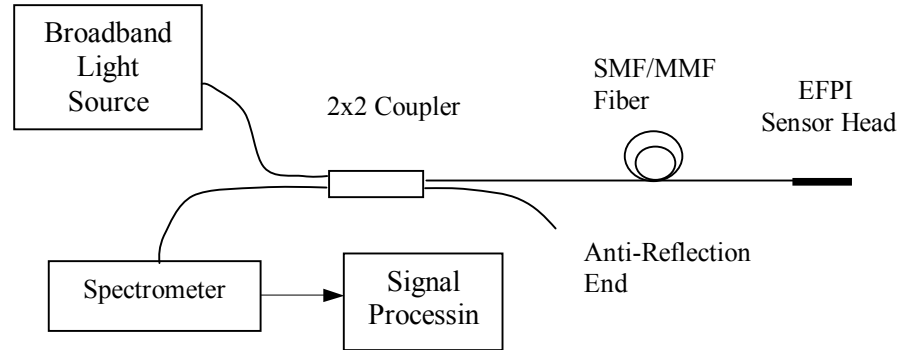 Broadband
Light
Source
2x2 Coupler
SMF/MMF
Fiber
EFPI
Sensor Head
Spectrometer
Signal
Processin
Anti-Reflection
End